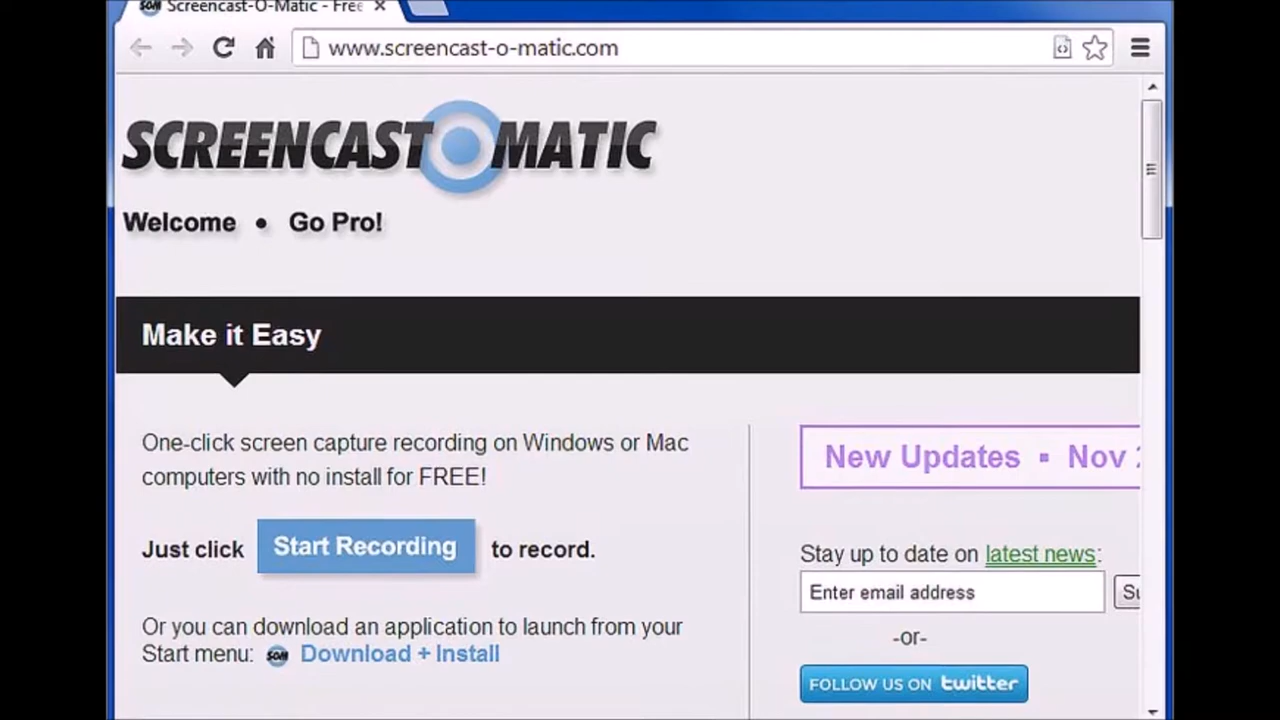 Screencast-O-Matic - Free
www.screencast-o-matic.com
SCREENCAST O MATIC
Welcome • Go Pro!
Make it Easy
One-click screen capture recording on Windows or Mac
computers with no install for FREE!
Just click Start Recording to record.
Or you can download an application to launch from your
Start menu: SOM Download + Install
New Updates ▪ Nov
Stay up to date on latest news:
Enter email address
-or-
FOLLOW US ON twitter